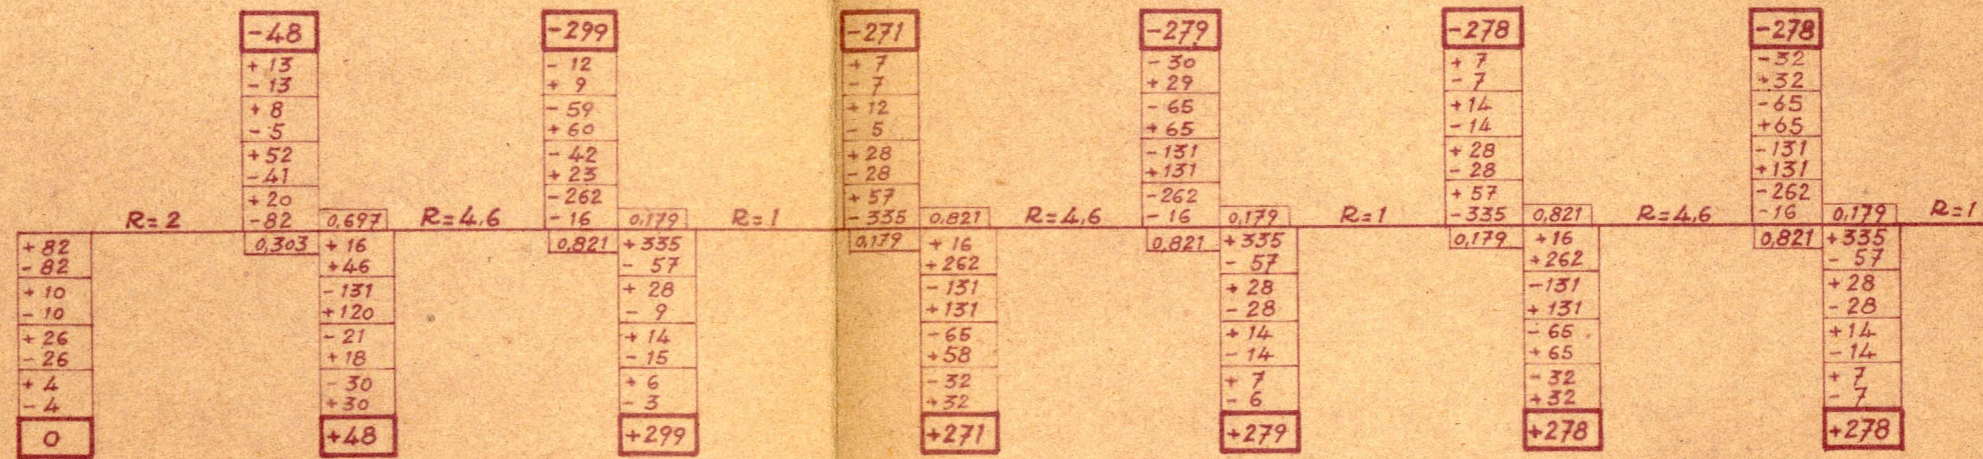 -48 -299 -271 -279 -278 -278
+13 -12 +7 -30 +7 -32
-13 +9 -7 +29 -7 +32
+8 -59 +12 -65 +14 -65
-5 +60 -5 +65 -14 +65
+52 -42 +28 -131 +28 -131
-41 +23 -28 +131 -28 +131
+20 -262 +57 -262 +57 -262
R=2 -82 0,697 R=4,6 -16 0,179 R=1 -335 0,821 R=4,6 -16 0,179 R=1 -335 0,821 R=4,6 -16 0,179 R=1
+82 0,303 +16 0,821 +335 0,179 +16 0,821 +335 0,179 +16 0,821 +335
-82 +46 -57 +262 -57 +262 -57
+10 -131 +28 -131 +28 -131 +28
-10 +120 -9 +131 -28 +131 -28
+26 -21 +14 -65 +14 -65 +14
-26 +18 -15 +58 -14 +65 -14
+4 -30 +6 -32 +7 -32 +7
-4 +30 -3 +32 -6 +32 -7
0 +48 +299 +271 +279 +278 +278